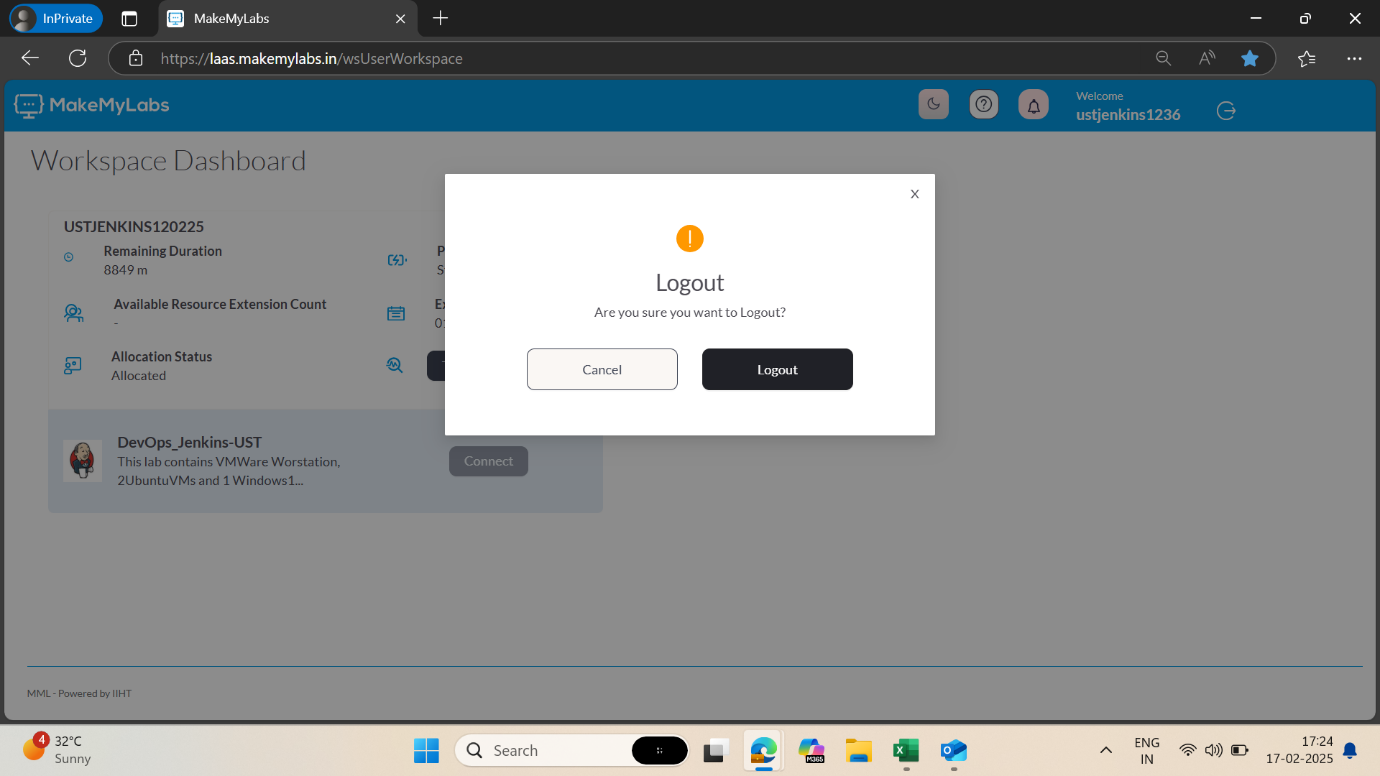 InPrivate
MakeMyLabs
https://laas.makemylabs.in/wsUserWorkspace
MakeMyLabs
Welcome
ustjenkins1236
Workspace Dashboard
USTJENKINS120225
Remaining Duration
8849 m
Available Resource Extension Count
-
Allocation Status
Allocated
x
Logout
Are you sure you want to Logout?
Cancel
Logout
DevOps_Jenkins-UST
This lab contains VMWare Worstation,
2UbuntuVMs and 1 Windows1...
Connect
MML - Powered by IIHT
4
32°C
Sunny
Search
M365
ENG
IN
17:24
17-02-2025